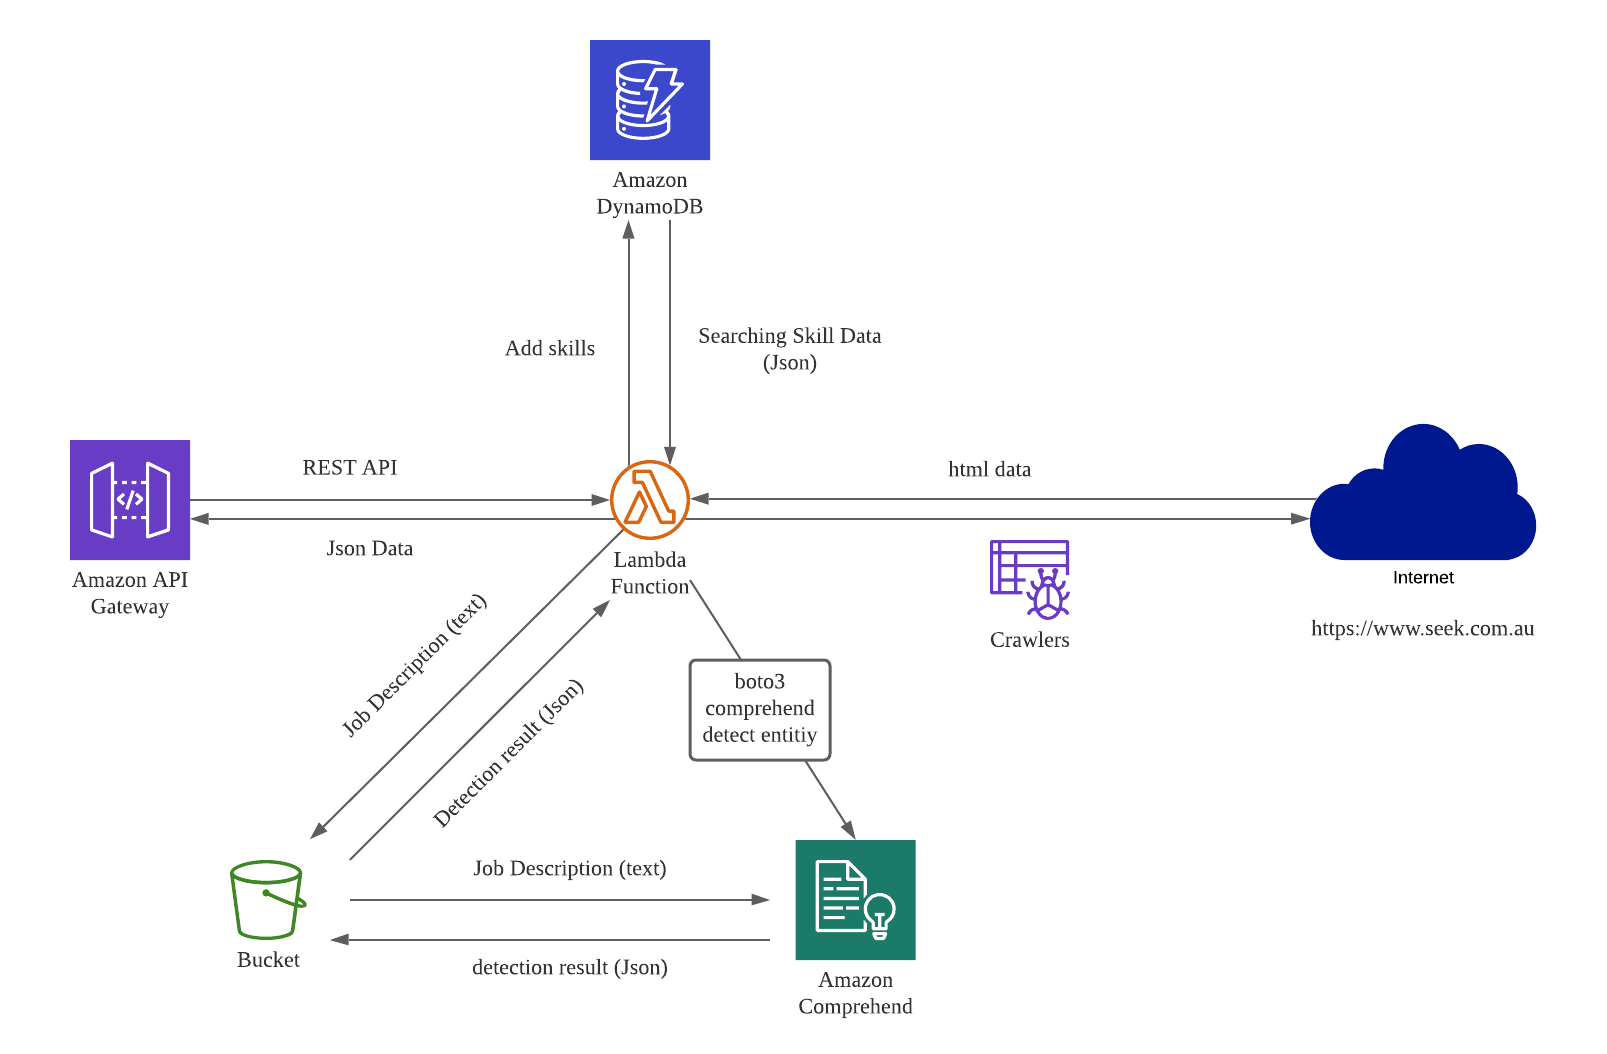 Amazon
DynamoDB
Add skills
Searching Skill Data
(Json)
REST API
Json Data
Amazon API
Gateway
Lambda
Function
html data
Crawlers
Internet
https://www.seek.com.au
Job Description (text)
Detection result (Json)
boto3
comprehend
detect entitiy
Job Description (text)
detection result (Json)
Bucket
Amazon
Comprehend